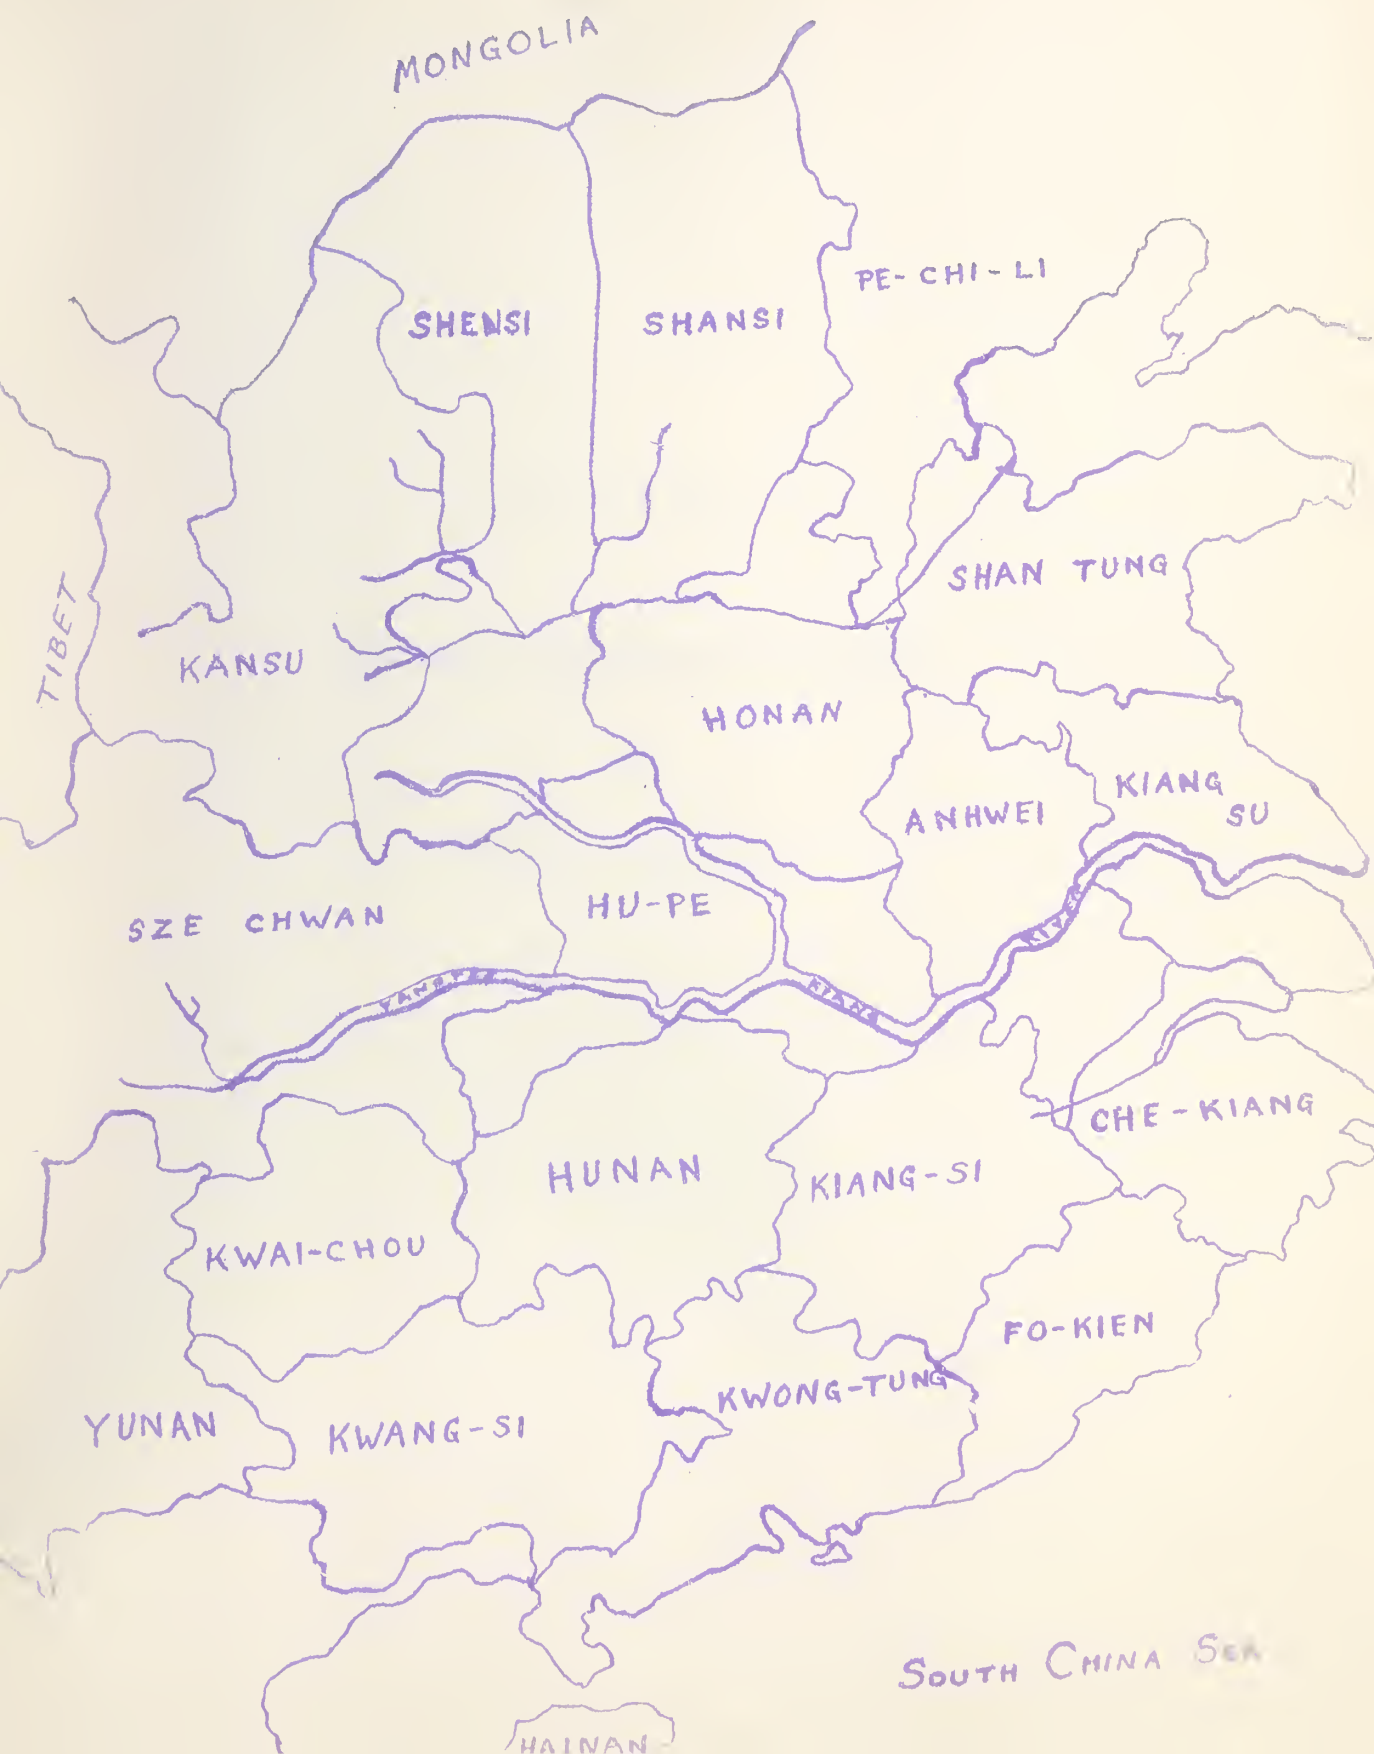 MONGOLIA
PE-CHI-LI
SHENSI
SHANSI
SHAN TUNG
TIBET
KANSU
HONAN
KIANG
SU
ANHWEI
HU-PE
SZE CHWAN
YANGTZE
KIANG
RIVER
CHE-KIANG
HUNAN
KIANG-SI
KWAI-CHOU
FO-KIEN
KWONG-TUNG
YUNAN
KWANG-SI
SOUTH CHINA SEA
HAINAN